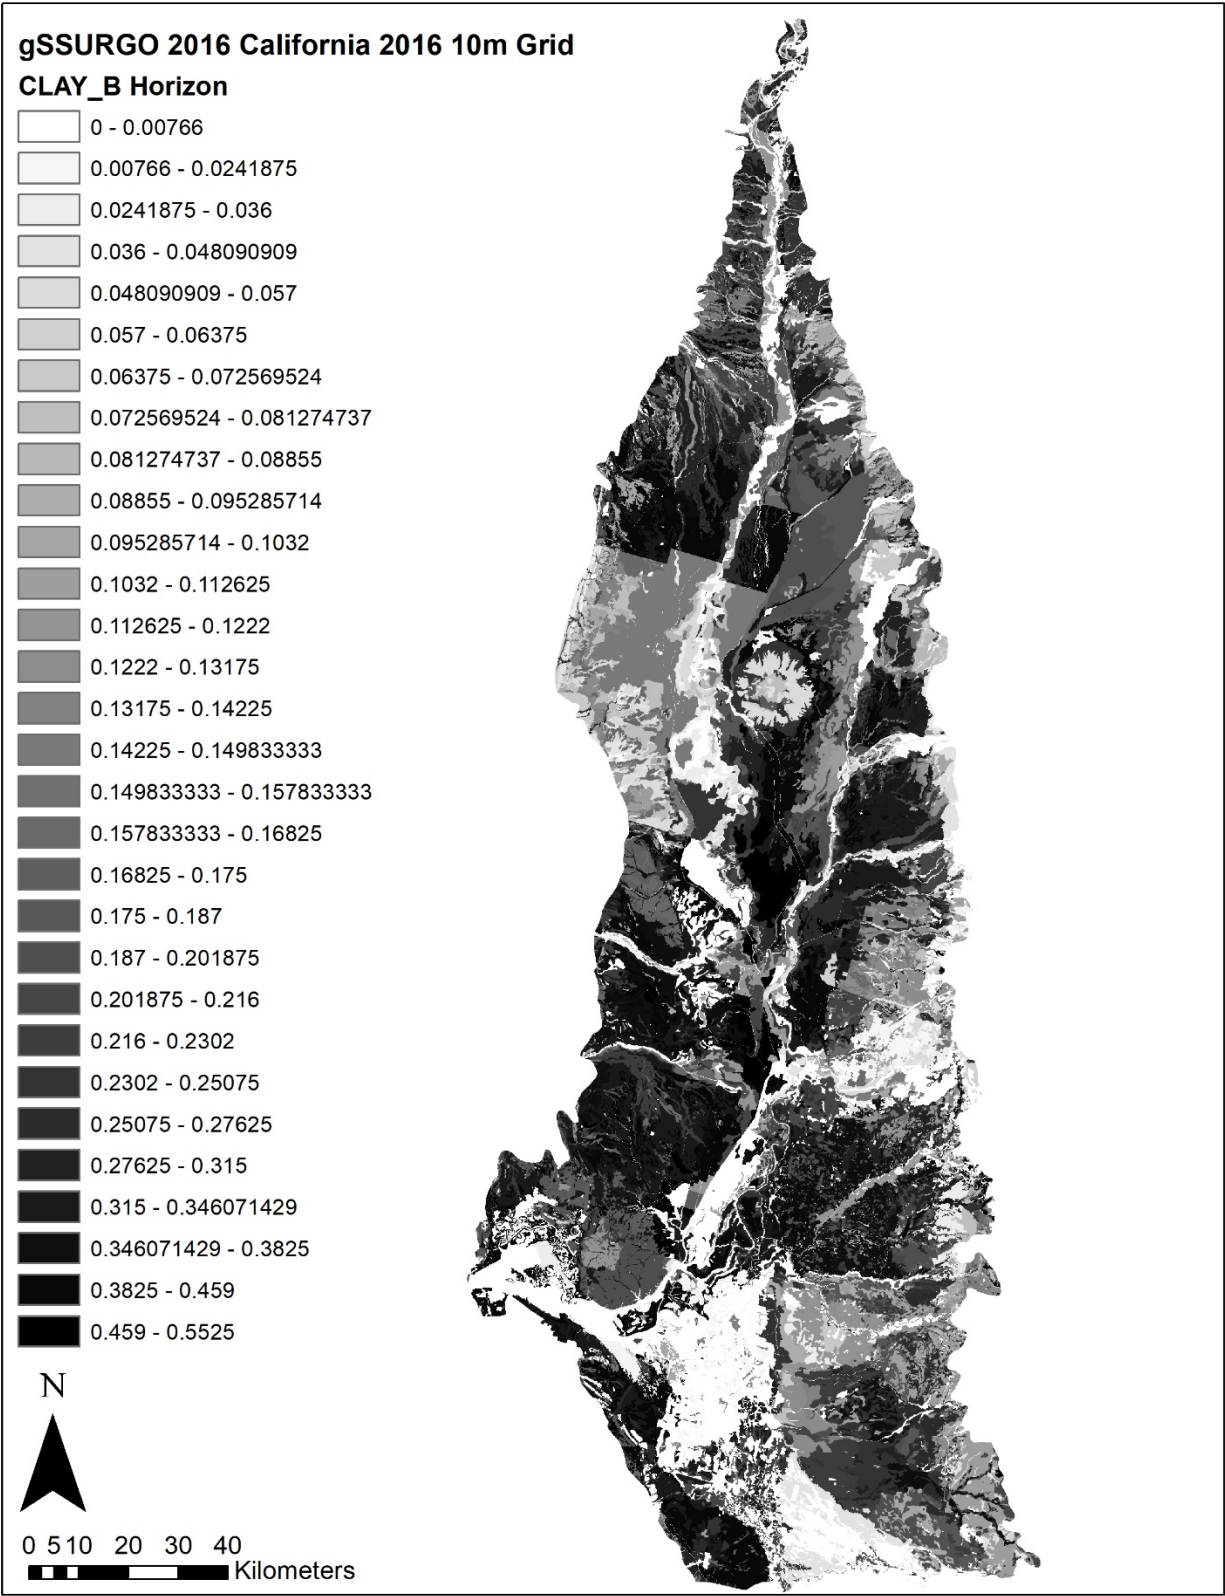 gSSURGO 2016 California 2016 10m Grid
CLAY_B Horizon
0 - 0.00766
0.00766 - 0.0241875
0.0241875 - 0.036
0.036 - 0.048090909
0.048090909 - 0.057
0.057 - 0.06375
0.06375 - 0.072569524
0.072569524 - 0.081274737
0.081274737 - 0.08855
0.08855 - 0.095285714
0.095285714 - 0.1032
0.1032 - 0.112625
0.112625 - 0.1222
0.1222 - 0.13175
0.13175 - 0.14225
0.14225 - 0.149833333
0.149833333 - 0.157833333
0.157833333 - 0.16825
0.16825 - 0.175
0.175 - 0.187
0.187 - 0.201875
0.201875 - 0.216
0.216 - 0.2302
0.2302 - 0.25075
0.25075 - 0.27625
0.27625 - 0.315
0.315 - 0.346071429
0.346071429 - 0.3825
0.3825 - 0.459
0.459 - 0.5525
N
0 5 10 20 30 40
Kilometers